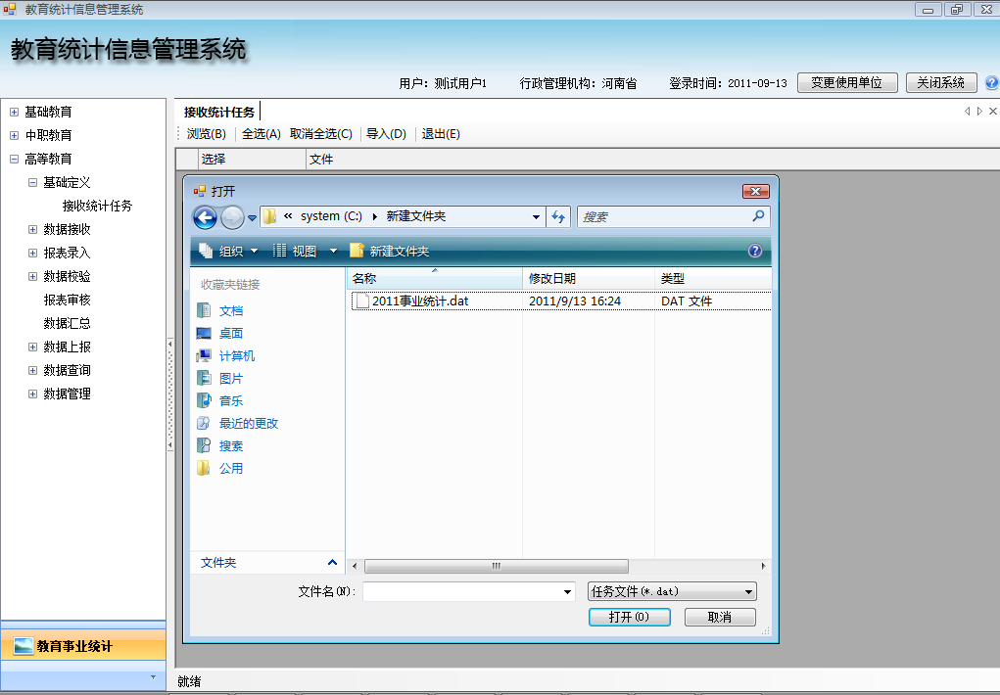 教育统计信息管理系统
教育统计信息管理系统
用户：测试用户1 行政管理机构：河南省 登录时间：2011-09-13 变更使用单位 关闭系统
基础教育
中职教育
高等教育
基础定义
接收统计任务
数据接收
报表录入
数据校验
报表审核
数据汇总
数据上报
数据查询
数据管理
教育事业统计
接收统计任务
浏览(B) 全选(A) 取消全选(C) 导入(D) 退出(E)
选择 文件
打开
« system (C:) 新建文件夹 搜索
组织 视图 新建文件夹
收藏夹链接
文档
桌面
计算机
图片
音乐
最近的更改
搜索
公用
文件夹
名称 修改日期 类型
2011事业统计.dat 2011/9/13 16:24 DAT 文件
文件名(N): 任务文件(*.dat)
打开(O) 取消
就绪